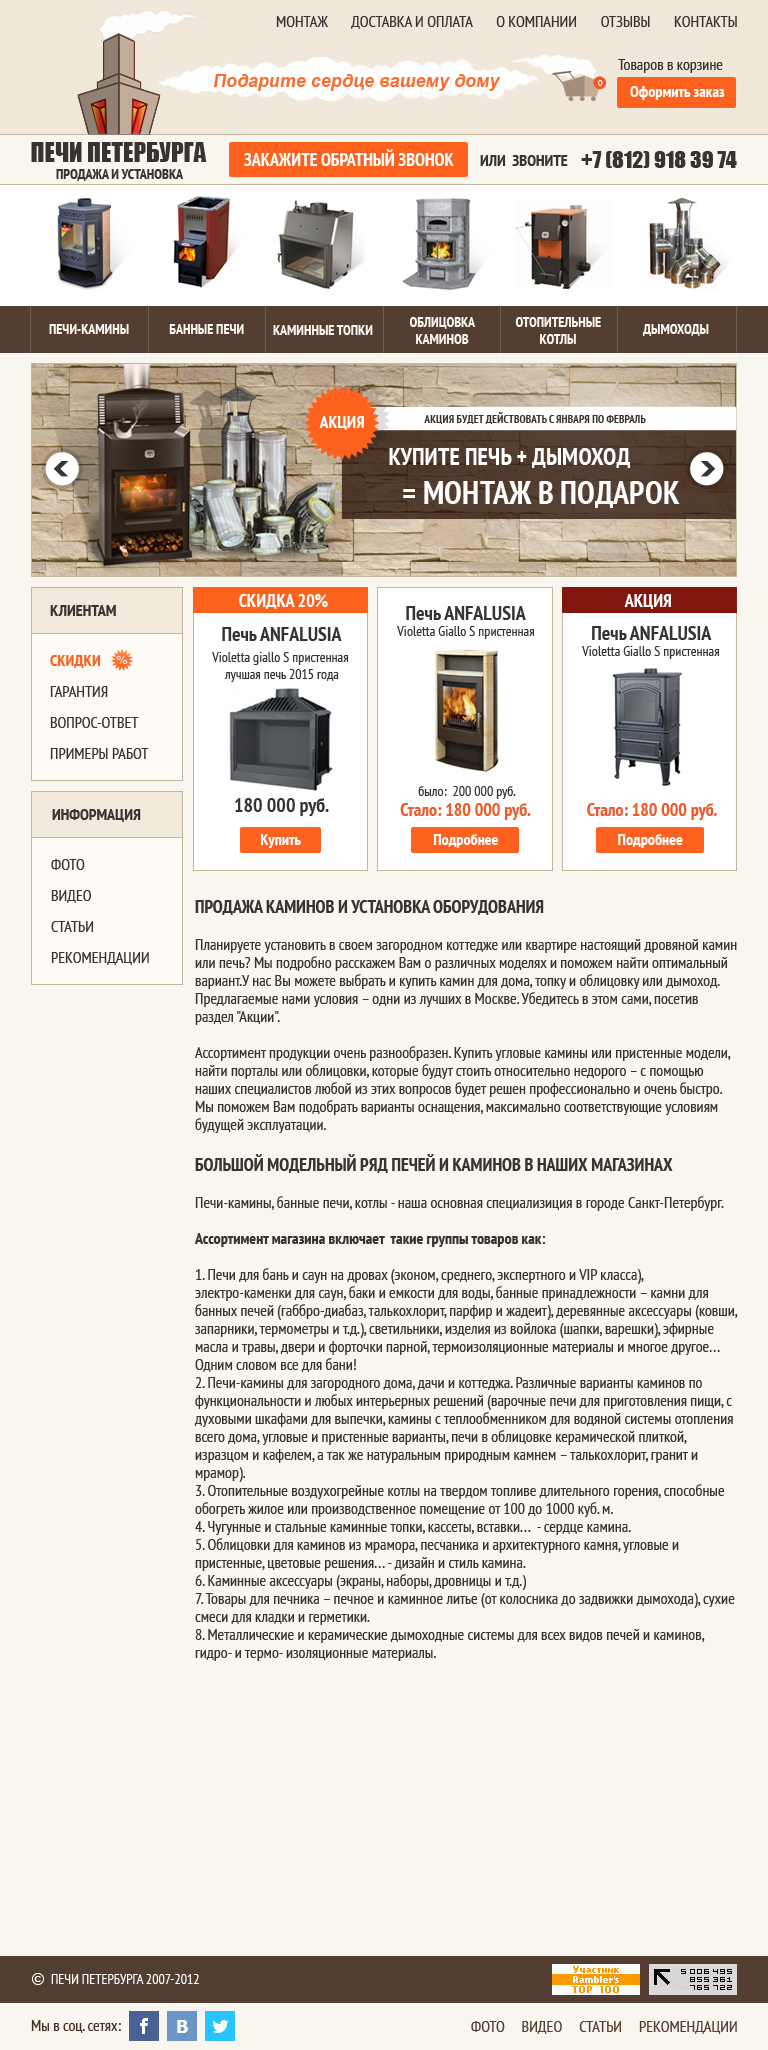 МОНТАЖ ДОСТАВКА И ОПЛАТА О КОМПАНИИ ОТЗЫВЫ КОНТАКТЫ
Подарите сердце вашему дому
0
Товаров в корзине
Оформить заказ
ПЕЧИ ПЕТЕРБУРГА
ПРОДАЖА И УСТАНОВКА
ЗАКАЖИТЕ ОБРАТНЫЙ ЗВОНОК
ИЛИ ЗВОНИТЕ +7 (812) 918 39 74
ПЕЧИ-КАМИНЫ
БАННЫЕ ПЕЧИ
КАМИННЫЕ ТОПКИ
ОБЛИЦОВКА
КАМИНОВ
ОТОПИТЕЛЬНЫЕ
КОТЛЫ
ДЫМОХОДЫ
АКЦИЯ
АКЦИЯ БУДЕТ ДЕЙСТВОВАТЬ С ЯНВАРЯ ПО ФЕВРАЛЬ
КУПИТЕ ПЕЧЬ + ДЫМОХОД
= МОНТАЖ В ПОДАРОК
КЛИЕНТАМ
СКИДКИ %
ГАРАНТИЯ
ВОПРОС-ОТВЕТ
ПРИМЕРЫ РАБОТ
ИНФОРМАЦИЯ
ФОТО
ВИДЕО
СТАТЬИ
РЕКОМЕНДАЦИИ
СКИДКА 20%
Печь ANFALUSIA
Violetta giallo S пристенная
лучшая печь 2015 года
180 000 руб.
Купить
Печь ANFALUSIA
Violetta Giallo S пристенная
было: 200 000 руб.
Стало: 180 000 руб.
Подробнее
АКЦИЯ
Печь ANFALUSIA
Violetta Giallo S пристенная
Стало: 180 000 руб.
Подробнее
ПРОДАЖА КАМИНОВ И УСТАНОВКА ОБОРУДОВАНИЯ
Планируете установить в своем загородном коттедже или квартире настоящий дровяной камин
или печь? Мы подробно расскажем Вам о различных моделях и поможем найти оптимальный
вариант.У нас Вы можете выбрать и купить камин для дома, топку и облицовку или дымоход.
Предлагаемые нами условия – одни из лучших в Москве. Убедитесь в этом сами, посетив
раздел "Акции".
Ассортимент продукции очень разнообразен. Купить угловые камины или пристенные модели,
найти порталы или облицовки, которые будут стоить относительно недорого – с помощью
наших специалистов любой из этих вопросов будет решен профессионально и очень быстро.
Мы поможем Вам подобрать варианты оснащения, максимально соответствующие условиям
будущей эксплуатации.
БОЛЬШОЙ МОДЕЛЬНЫЙ РЯД ПЕЧЕЙ И КАМИНОВ В НАШИХ МАГАЗИНАХ
Печи-камины, банные печи, котлы - наша основная специализиция в городе Санкт-Петербург.
Ассортимент магазина включает такие группы товаров как:
1. Печи для бань и саун на дровах (эконом, среднего, экспертного и VIP класса),
электро-каменки для саун, баки и емкости для воды, банные принадлежности – камни для
банных печей (габбро-диабаз, талькохлорит, парфир и жадеит), деревянные аксессуары (ковши,
запарники, термометры и т.д.), светильники, изделия из войлока (шапки, варешки), эфирные
масла и травы, двери и форточки парной, термоизоляционные материалы и многое другое...
Одним словом все для бани!
2. Печи-камины для загородного дома, дачи и коттеджа. Различные варианты каминов по
функциональности и любых интерьерных решений (варочные печи для приготовления пищи, с
духовыми шкафами для выпечки, камины с теплообменником для водяной системы отопления
всего дома, угловые и пристенные варианты, печи в облицовке керамической плиткой,
изразцом и кафелем, а так же натуральным природным камнем – талькохлорит, гранит и
мрамор).
3. Отопительные воздухогрейные котлы на твердом топливе длительного горения, способные
обогреть жилое или производственное помещение от 100 до 1000 куб. м.
4. Чугунные и стальные каминные топки, кассеты, вставки... - сердце камина.
5. Облицовки для каминов из мрамора, песчаника и архитектурного камня, угловые и
пристенные, цветовые решения... - дизайн и стиль камина.
6. Каминные аксессуары (экраны, наборы, дровницы и т.д.)
7. Товары для печника – печное и каминное литье (от колосника до задвижки дымохода), сухие
смеси для кладки и герметики.
8. Металлические и керамические дымоходные системы для всех видов печей и каминов,
гидро- и термо- изоляционные материалы.
© ПЕЧИ ПЕТЕРБУРГА 2007-2012
Участник
Rambler's
TOP 100
5 006 495
855 361
765 722
Мы в соц. сетях: f B
ФОТО ВИДЕО СТАТЬИ РЕКОМЕНДАЦИИ